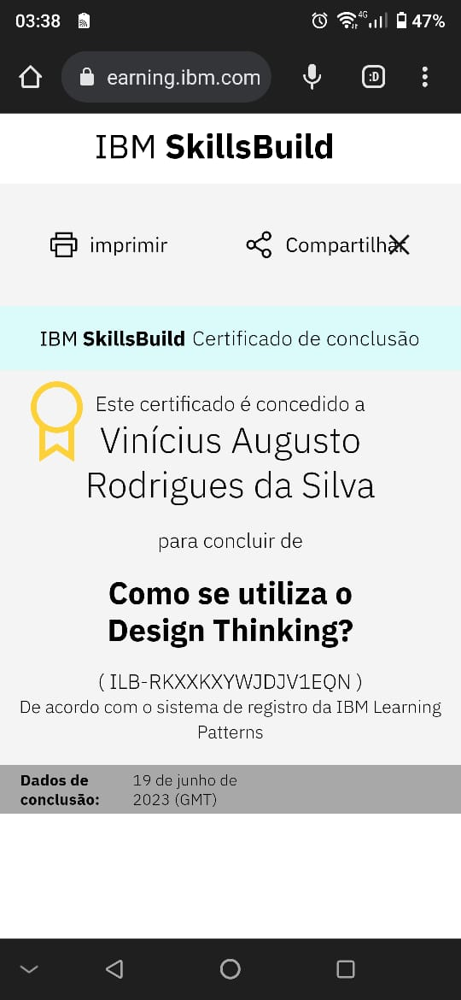 03:38
4G
47%
earning.ibm.com
:D
IBM SkillsBuild
imprimir
Compartilhar
IBM SkillsBuild Certificado de conclusão
Este certificado é concedido a
Vinícius Augusto
Rodrigues da Silva
para concluir de
Como se utiliza o
Design Thinking?
( ILB-RKXXKXYWJDJV1EQN )
De acordo com o sistema de registro da IBM Learning
Patterns
Dados de 19 de junho de
conclusão: 2023 (GMT)